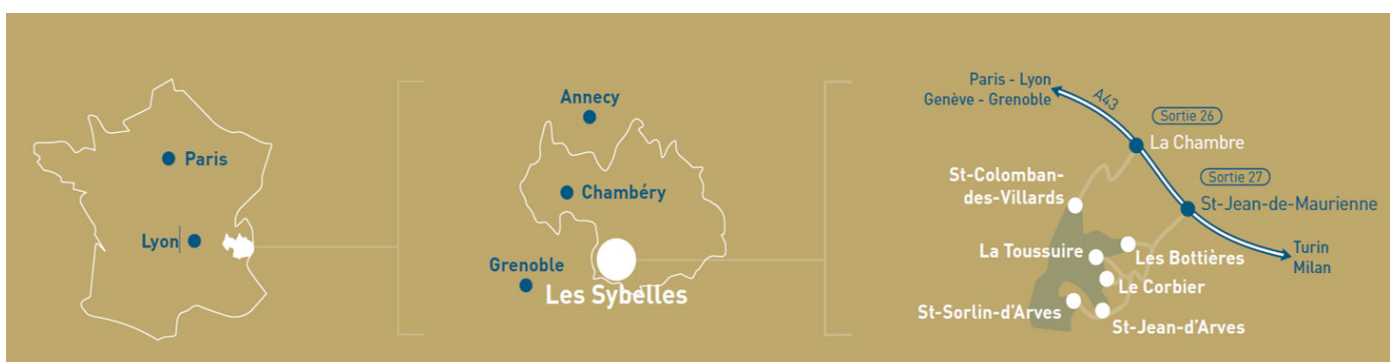 Paris
Lyon
Annecy
Chambéry
Grenoble
Les Sybelles
Paris - Lyon
Genève - Grenoble
A43
Sortie 26
La Chambre
Sortie 27
St-Jean-de-Maurienne
St-Colomban-
des-Villards
La Toussuire
Les Bottières
Turin
Milan
Le Corbier
St-Sorlin-d'Arves
St-Jean-d'Arves